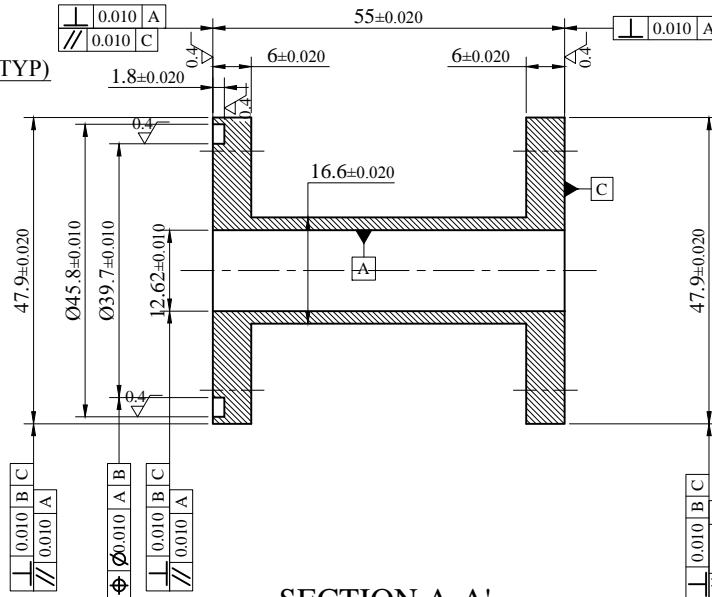 ⊥ 0.010 A
// 0.010 C
55±0.020
⊥ 0.010 A
TYP)
0.4
6±0.020
6±0.020
0.4
1.8±0.020
0.4
0.4
16.6±0.020
C
47.9±0.020
Ø45.8±0.010
Ø39.7±0.010
12.62±0.010
A
47.9±0.020
0.4
⊥ 0.010 B C
// 0.010 A
⌖ Ø0.010 A B
⊥ 0.010 B C
// 0.010 A
⊥ 0.010 B C
SECTION A-A'